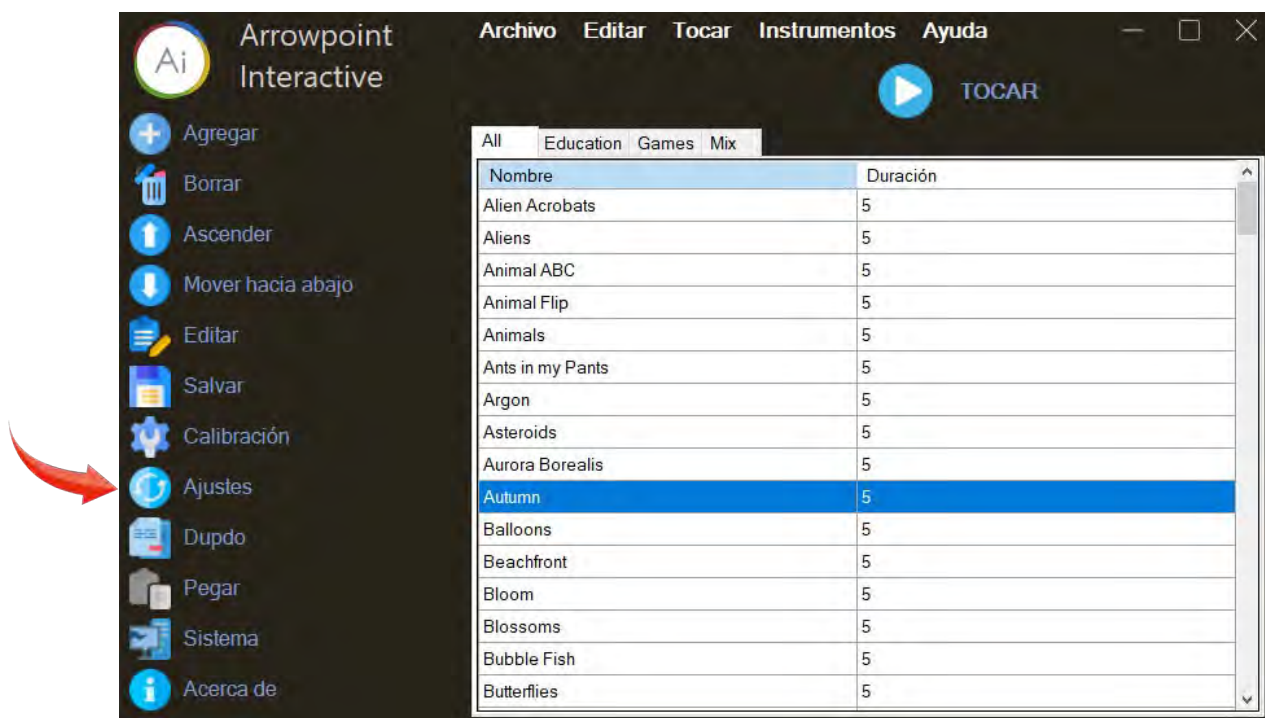 Ai
Arrowpoint
Interactive
Archivo Editar Tocar Instrumentos Ayuda
TOCAR
Agregar
Borrar
Ascender
Mover hacia abajo
Editar
Salvar
Calibración
Ajustes
Dupdo
Pegar
Sistema
Acerca de
All Education Games Mix
Nombre Duración
Alien Acrobats 5
Aliens 5
Animal ABC 5
Animal Flip 5
Animals 5
Ants in my Pants 5
Argon 5
Asteroids 5
Aurora Borealis 5
Autumn 5
Balloons 5
Beachfront 5
Bloom 5
Blossoms 5
Bubble Fish 5
Butterflies 5